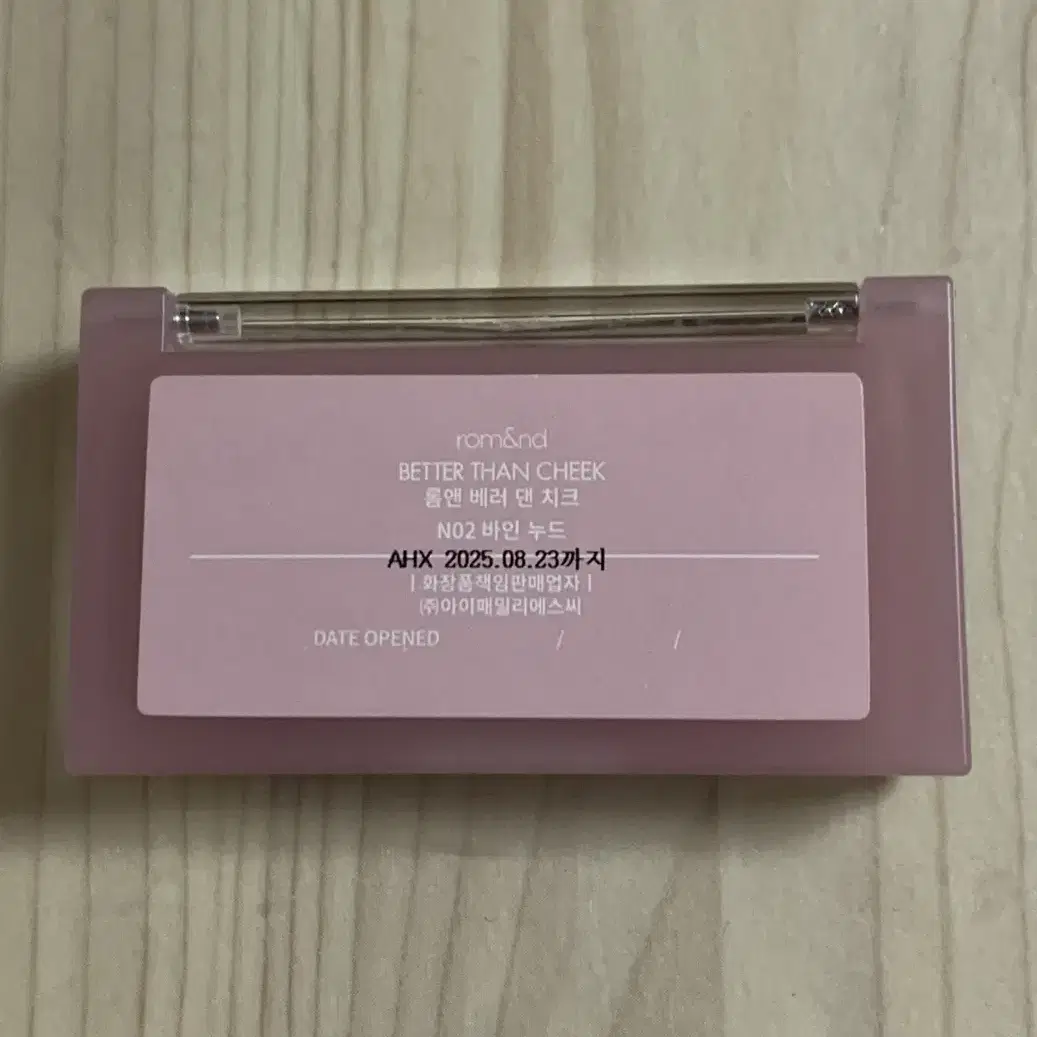 rom&nd
BETTER THAN CHEEK
롬앤 베러 댄 치크
N02 바인 누드
AHX 2025.08.23까지
| 화장품책임판매업자 |
㈜아이패밀리에스씨
DATE OPENED / /